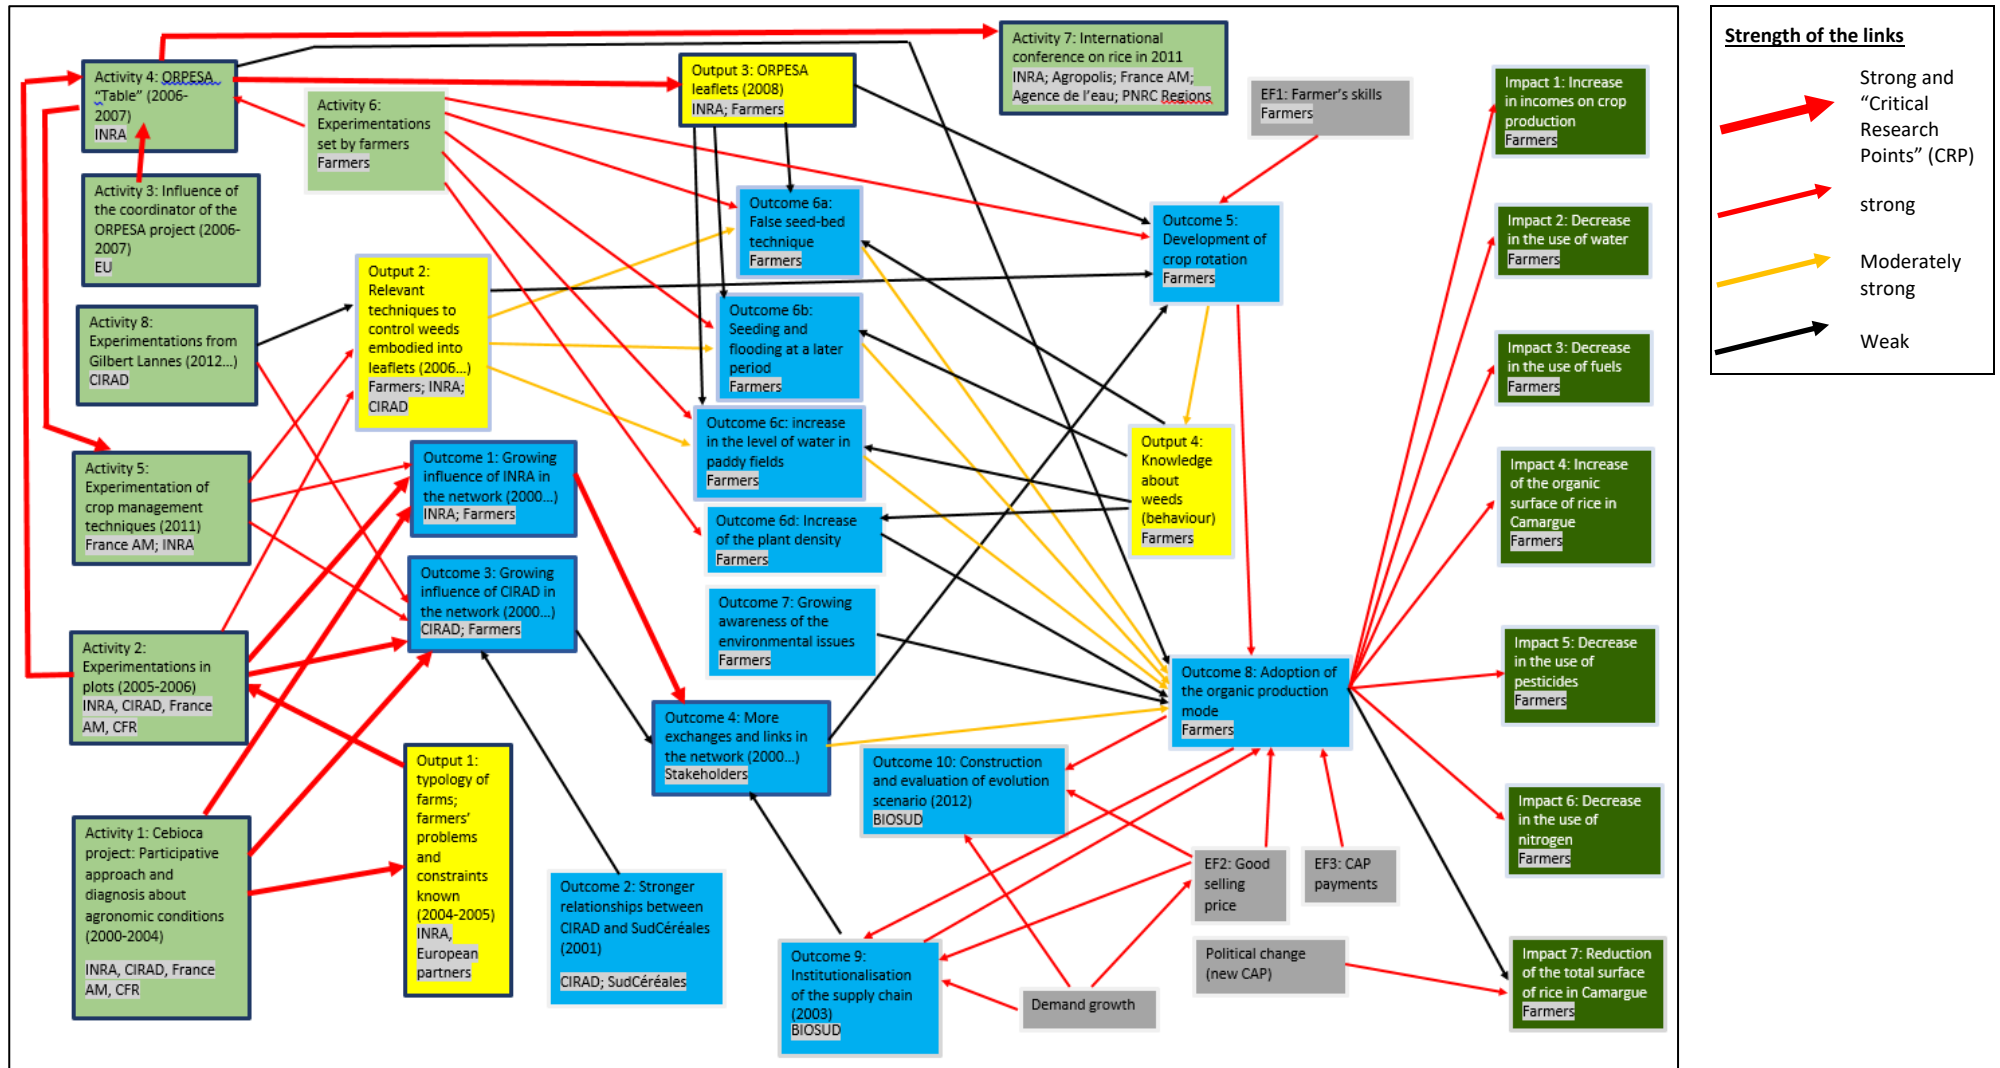 Activity 4: ORPESA
"Table" (2006-
2007)
INRA
Activity 3: Influence of
the coordinator of the
ORPESA project (2006-
2007)
EU
Activity 8:
Experimentations from
Gilbert Lannes (2012...)
CIRAD
Activity 5:
Experimentation of
crop management
techniques (2011)
France AM; INRA
Activity 2:
Experimentations in
plots (2005-2006)
INRA, CIRAD, France
AM, CFR
Activity 1: Cebioca
project: Participative
approach and
diagnosis about
agronomic conditions
(2000-2004)
INRA, CIRAD, France
AM, CFR
Activity 6:
Experimentations
set by farmers
Farmers
Output 2:
Relevant
techniques to
control weeds
embodied into
leaflets (2006...)
Farmers; INRA;
CIRAD
Outcome 1: Growing
influence of INRA in
the network (2000...)
INRA; Farmers
Outcome 3: Growing
influence of CIRAD in
the network (2000...)
CIRAD; Farmers
Output 1:
typology of
farms;
farmers'
problems
and
constraints
known
(2004-2005)
INRA,
European
partners
Outcome 2: Stronger
relationships between
CIRAD and SudCéréales
(2001)
CIRAD; SudCéréales
Output 3: ORPESA
leaflets (2008)
INRA; Farmers
Outcome 6a:
False seed-bed
technique
Farmers
Outcome 6b:
Seeding and
flooding at a later
period
Farmers
Outcome 6c: increase
in the level of water in
paddy fields
Farmers
Outcome 6d: Increase
of the plant density
Farmers
Outcome 7: Growing
awareness of the
environmental issues
Farmers
Outcome 4: More
exchanges and links in
the network (2000...)
Stakeholders
Outcome 10: Construction
and evaluation of evolution
scenario (2012)
BIOSUD
Outcome 9:
Institutionalisation
of the supply chain
(2003)
BIOSUD
Activity 7: International
conference on rice in 2011
INRA; Agropolis; France AM;
Agence de l'eau; PNRC Regions
EF1: Farmer's skills
Farmers
Outcome 5:
Development of
crop rotation
Farmers
Output 4:
Knowledge
about
weeds
(behaviour)
Farmers
Outcome 8: Adoption of
the organic production
mode
Farmers
EF2: Good
selling
price
EF3: CAP
payments
Political change
(new CAP)
Demand growth
Impact 1: Increase
in incomes on crop
production
Farmers
Impact 2: Decrease
in the use of water
Farmers
Impact 3: Decrease
in the use of fuels
Farmers
Impact 4: Increase
of the organic
surface of rice in
Camargue
Farmers
Impact 5: Decrease
in the use of
pesticides
Farmers
Impact 6: Decrease
in the use of
nitrogen
Farmers
Impact 7: Reduction
of the total surface
of rice in Camargue
Farmers
Strength of the links
Strong and
"Critical
Research
Points" (CRP)
strong
Moderately
strong
Weak